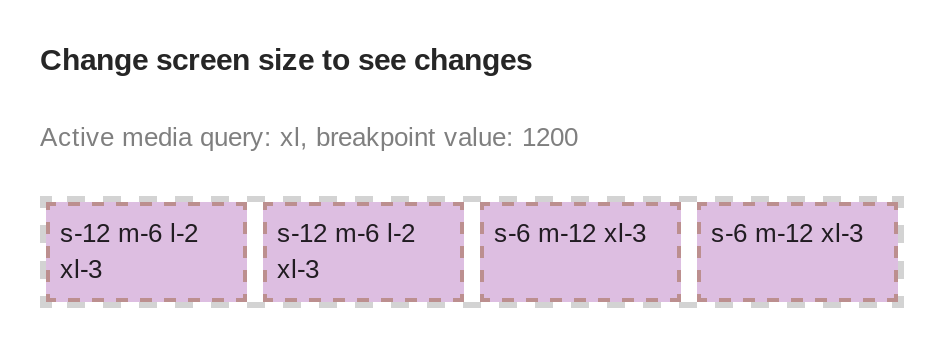 Change screen size to see changes
Active media query: xl, breakpoint value: 1200
s-12 m-6 l-2
xl-3
s-12 m-6 l-2
xl-3
s-6 m-12 xl-3
s-6 m-12 xl-3